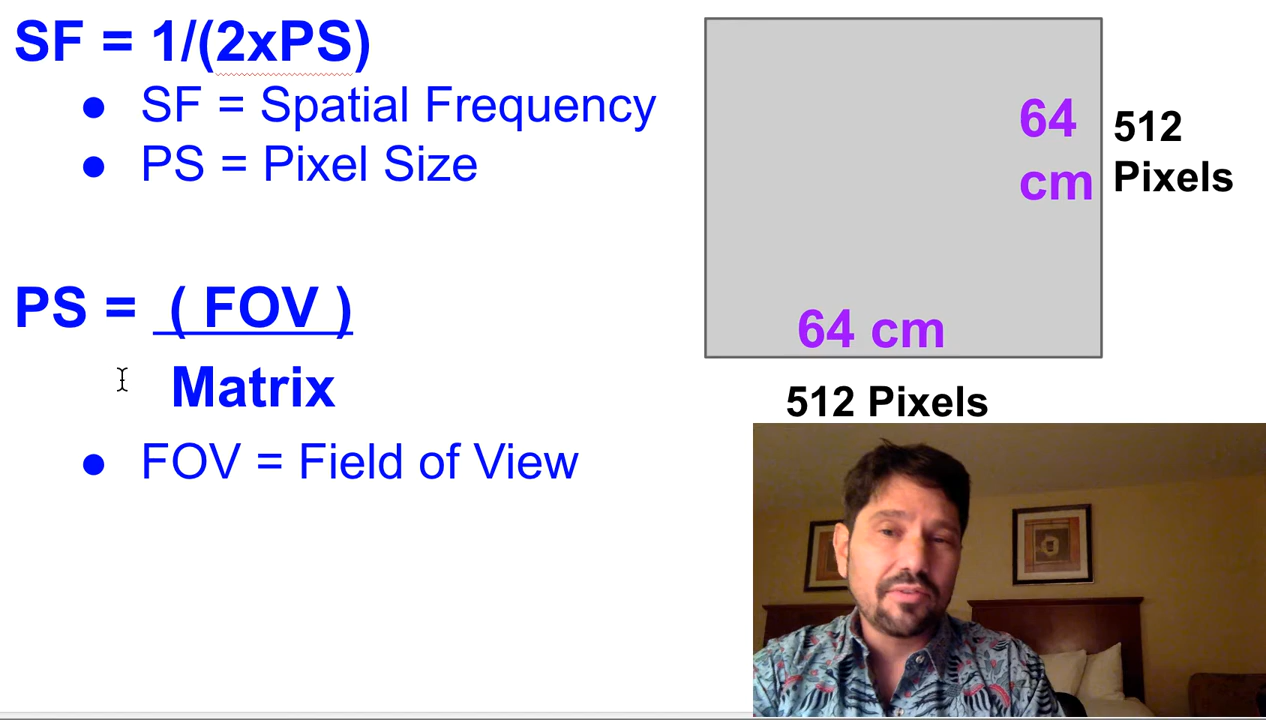 SF = 1/(2xPS)
● SF = Spatial Frequency
● PS = Pixel Size
PS = ( FOV )
Matrix
● FOV = Field of View
64
cm
512
Pixels
64 cm
512 Pixels